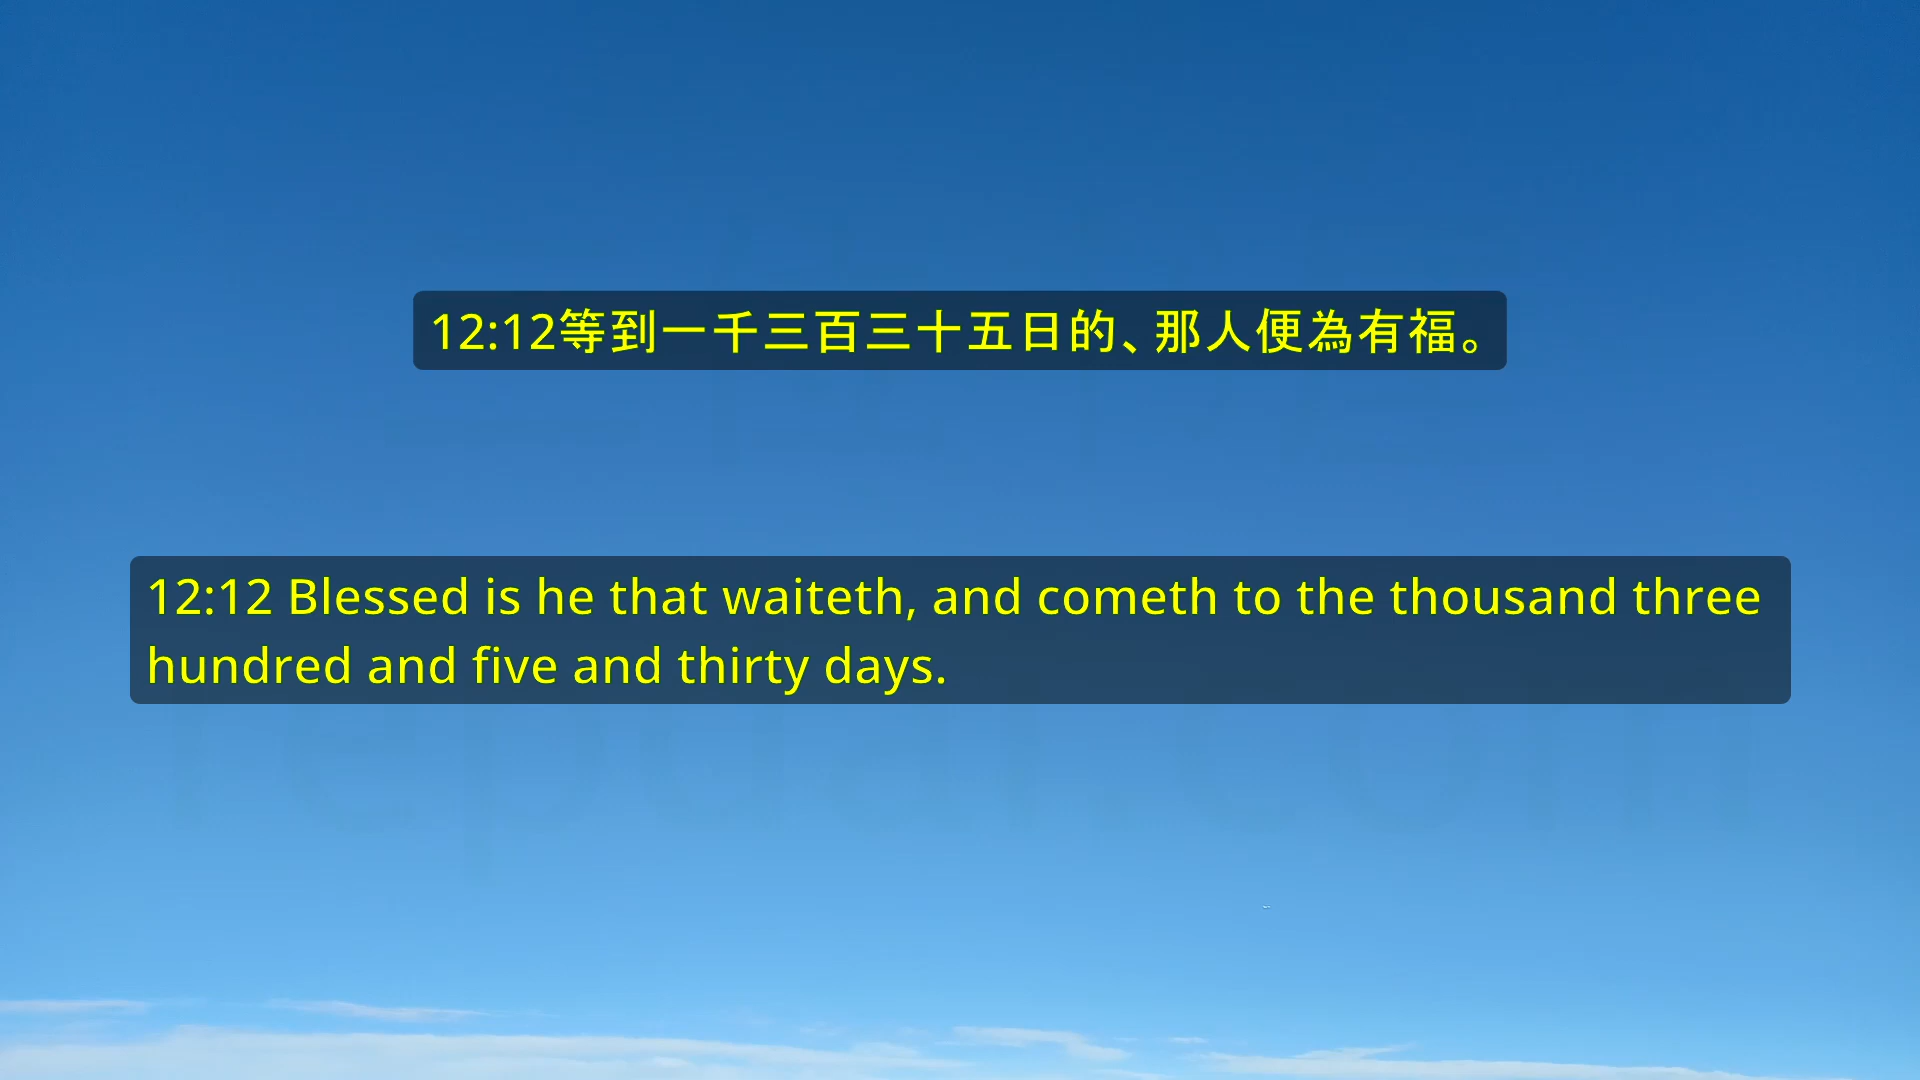 12:12等到一千三百三十五日的、那人便為有福。
12:12 Blessed is he that waiteth, and cometh to the thousand three
hundred and five and thirty days.